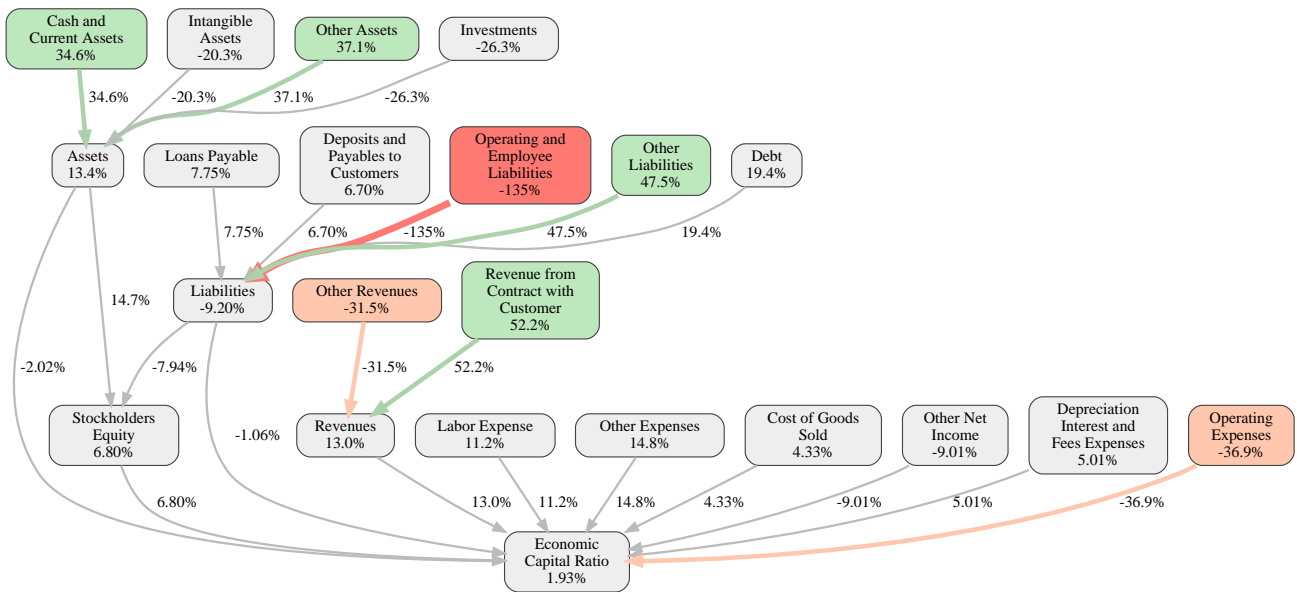 Cash and
Current Assets
34.6%
Intangible
Assets
-20.3%
Other Assets
37.1%
Investments
-26.3%
34.6%
-20.3%
37.1%
-26.3%
Assets
13.4%
Loans Payable
7.75%
Deposits and
Payables to
Customers
6.70%
Operating and
Employee
Liabilities
-135%
Other
Liabilities
47.5%
Debt
19.4%
7.75%
6.70%
-135%
47.5%
19.4%
Liabilities
-9.20%
Other Revenues
-31.5%
Revenue from
Contract with
Customer
52.2%
14.7%
-2.02%
-7.94%
-31.5%
52.2%
Stockholders
Equity
6.80%
-1.06%
Revenues
13.0%
Labor Expense
11.2%
Other Expenses
14.8%
Cost of Goods
Sold
4.33%
Other Net
Income
-9.01%
Depreciation
Interest and
Fees Expenses
5.01%
Operating
Expenses
-36.9%
6.80%
13.0%
11.2%
14.8%
4.33%
-9.01%
5.01%
-36.9%
Economic
Capital Ratio
1.93%